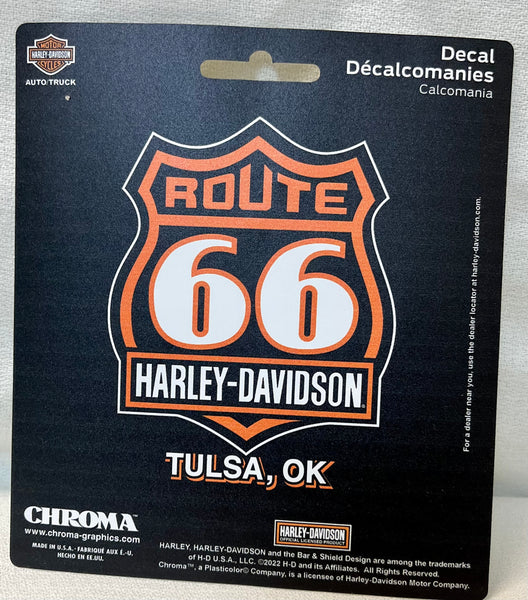 MOTOR
HARLEY-DAVIDSON
CYCLES
AUTO/TRUCK
Decal
Décalcomanies
Calcomania
ROUTE
66
HARLEY-DAVIDSON
TULSA, OK
For a dealer near you, use the dealer locator at harley-davidson.com.
CHROMA™
www.chroma-graphics.com
MADE IN U.S.A. · FABRIQUÉ AUX É.-U.
HECHO EN EE.UU.
HARLEY-DAVIDSON
OFFICIAL LICENSED PRODUCT
HARLEY, HARLEY-DAVIDSON and the Bar & Shield Design are among the trademarks
of H-D U.S.A., LLC. ©2022 H-D and its Affiliates. All Rights Reserved.
Chroma™, a Plasticolor© Company, is a licensee of Harley-Davidson Motor Company.